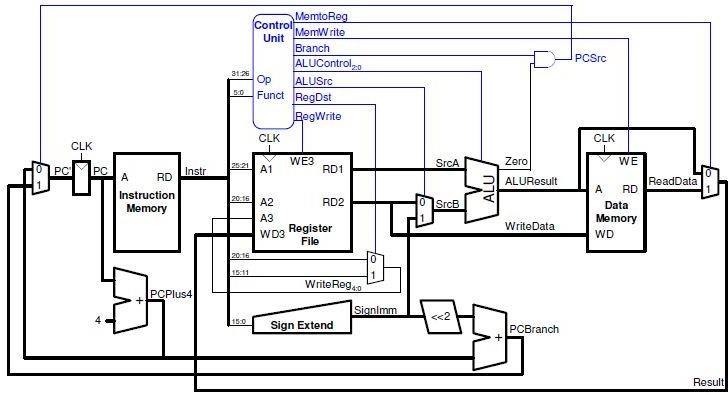 MemtoReg
Control
Unit
MemWrite
Branch
ALUControl2:0
PCSrc
31:26
Op
ALUSrc
5:0
Funct
RegDst
RegWrite
CLK
CLK
CLK
WE3
WE
0
1
PC'
PC
A
RD
Instr
Instruction
Memory
25:21
A1
RD1
SrcA
Zero
ALU
ALUResult
A
RD
ReadData
0
1
20:16
A2
RD2
0
1
SrcB
Data
Memory
A3
WD3
Register
File
WriteData
WD
20:16
0
15:11
1
WriteReg4:0
PCPlus4
+
4
SignImm
15:0
Sign Extend
<<2
+
PCBranch
Result